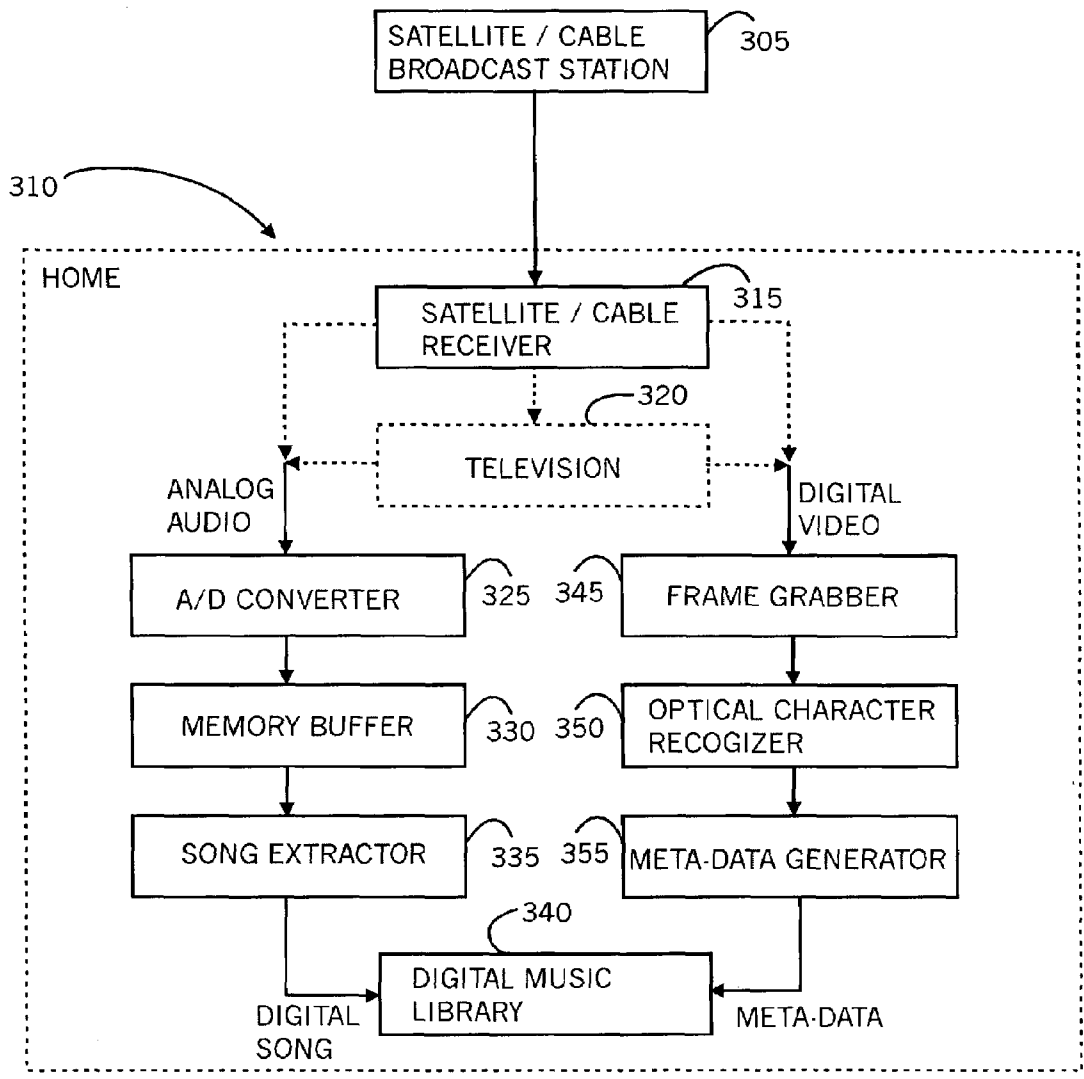 SATELLITE / CABLE
BROADCAST STATION
305
310
HOME
SATELLITE / CABLE
RECEIVER
315
320
TELEVISION
ANALOG
AUDIO
DIGITAL
VIDEO
A/D CONVERTER
325
345
FRAME GRABBER
MEMORY BUFFER
330
350
OPTICAL CHARACTER
RECOGIZER
SONG EXTRACTOR
335
355
META-DATA GENERATOR
340
DIGITAL MUSIC
LIBRARY
DIGITAL
SONG
META-DATA